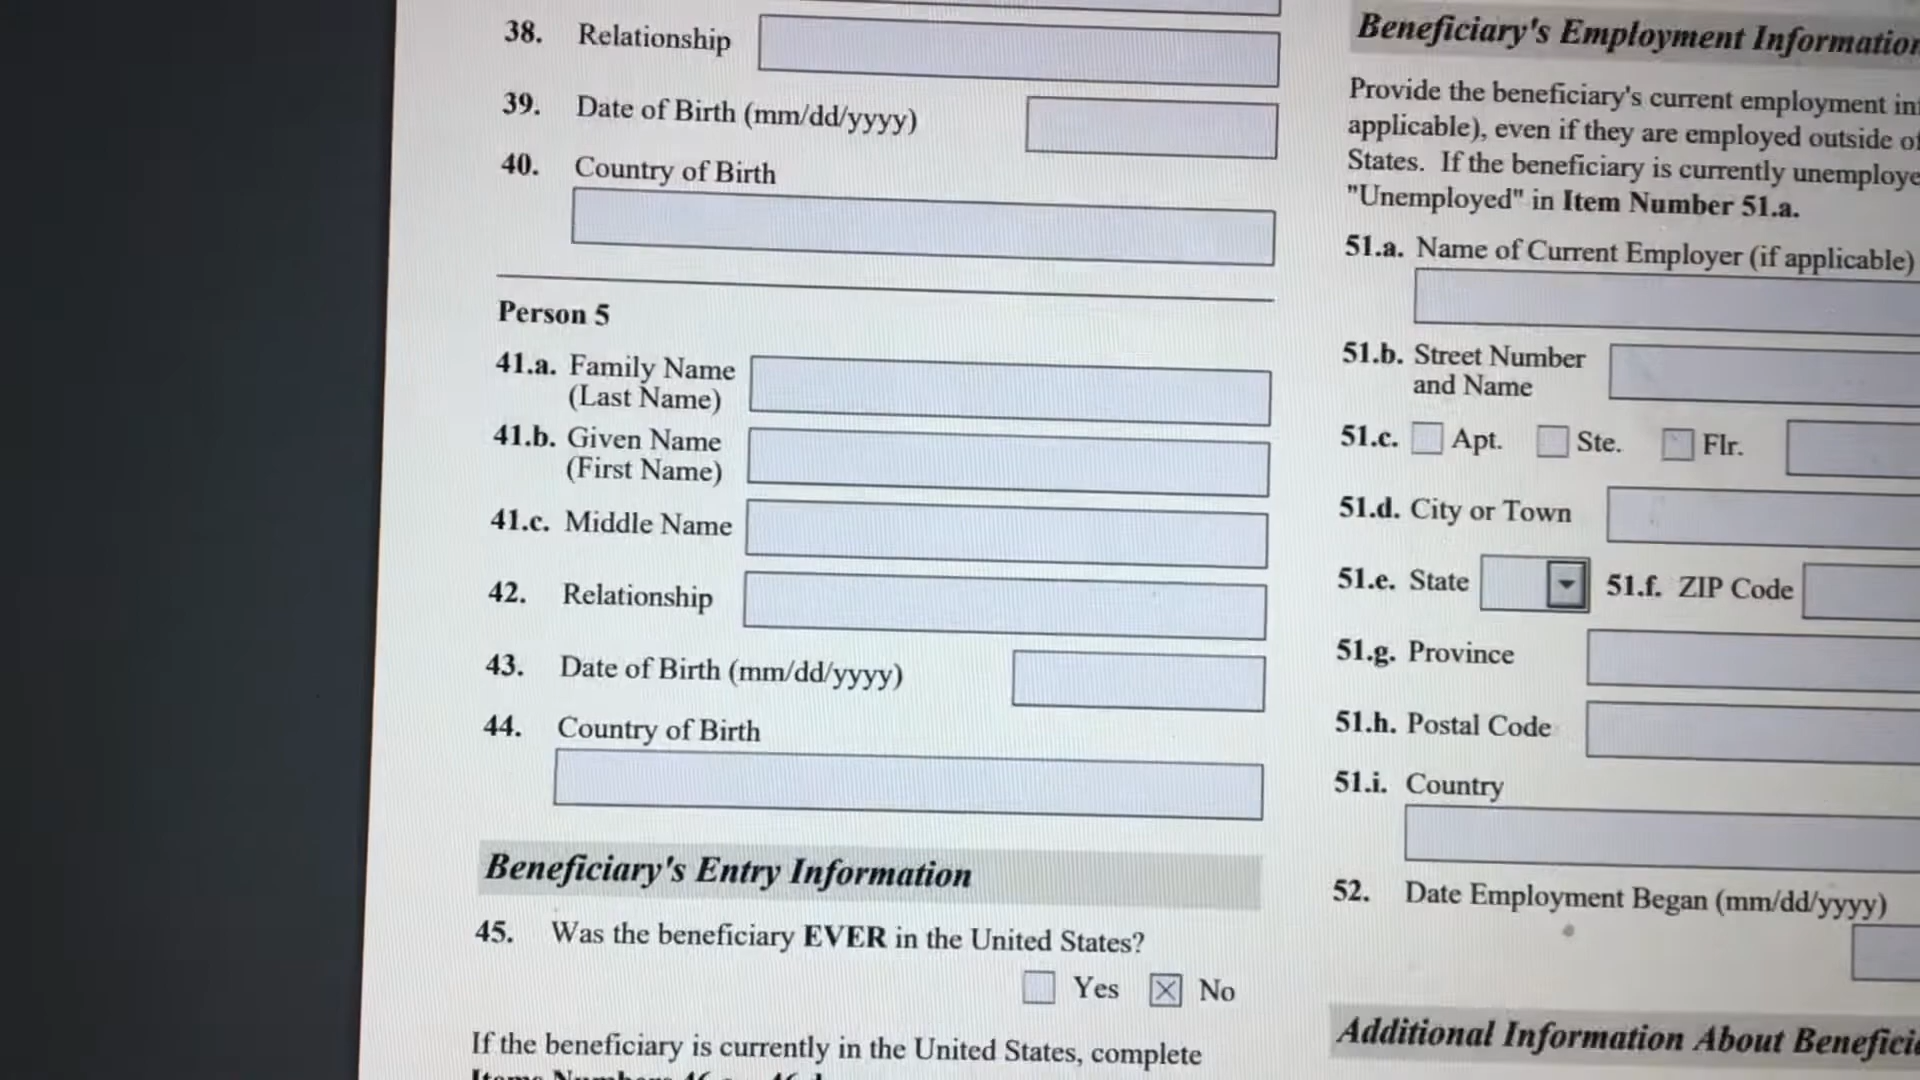 38. Relationship
39. Date of Birth (mm/dd/yyyy)
40. Country of Birth
Person 5
41.a. Family Name
(Last Name)
41.b. Given Name
(First Name)
41.c. Middle Name
42. Relationship
43. Date of Birth (mm/dd/yyyy)
44. Country of Birth
Beneficiary's Entry Information
45. Was the beneficiary EVER in the United States?
Yes No
If the beneficiary is currently in the United States, complete
Beneficiary's Employment Information
Provide the beneficiary's current employment
applicable), even if they are employed outside
States. If the beneficiary is currently
"Unemployed" in Item Number 51.a.
51.a. Name of Current Employer (if applicable)
51.b. Street Number
and Name
51.c. Apt. Ste. Flr.
51.d. City or Town
51.e. State 51.f. ZIP Code
51.g. Province
51.h. Postal Code
51.i. Country
52. Date Employment Began (mm/dd/yyyy)
Additional Information About